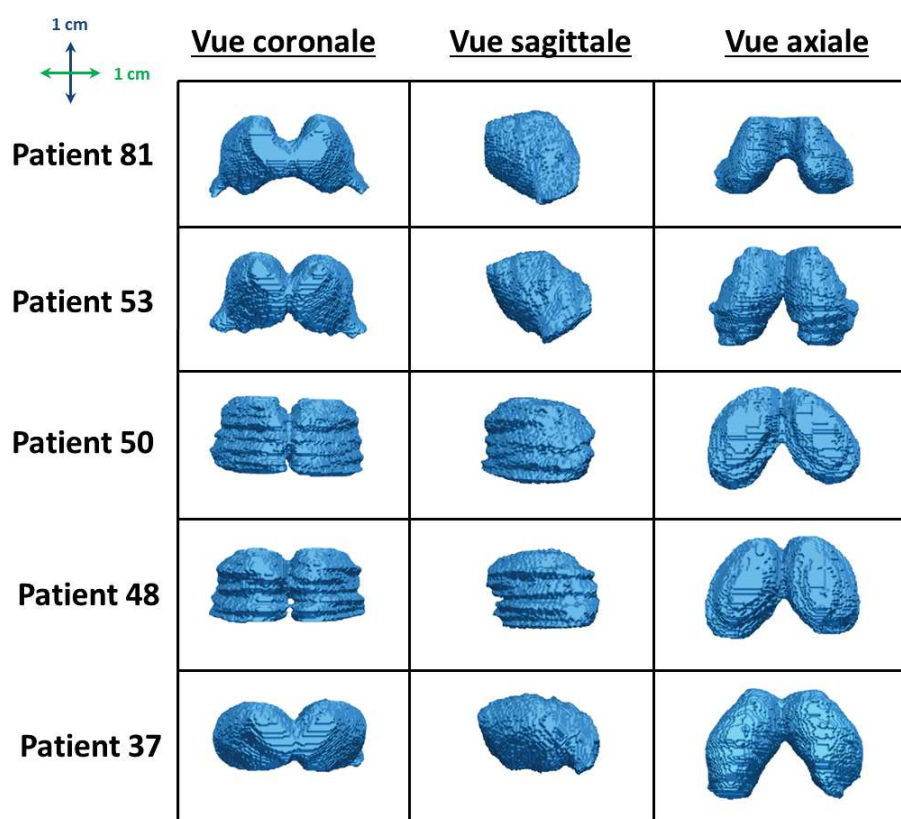 1 cm
1 cm
Vue coronale Vue sagittale Vue axiale
Patient 81
Patient 53
Patient 50
Patient 48
Patient 37